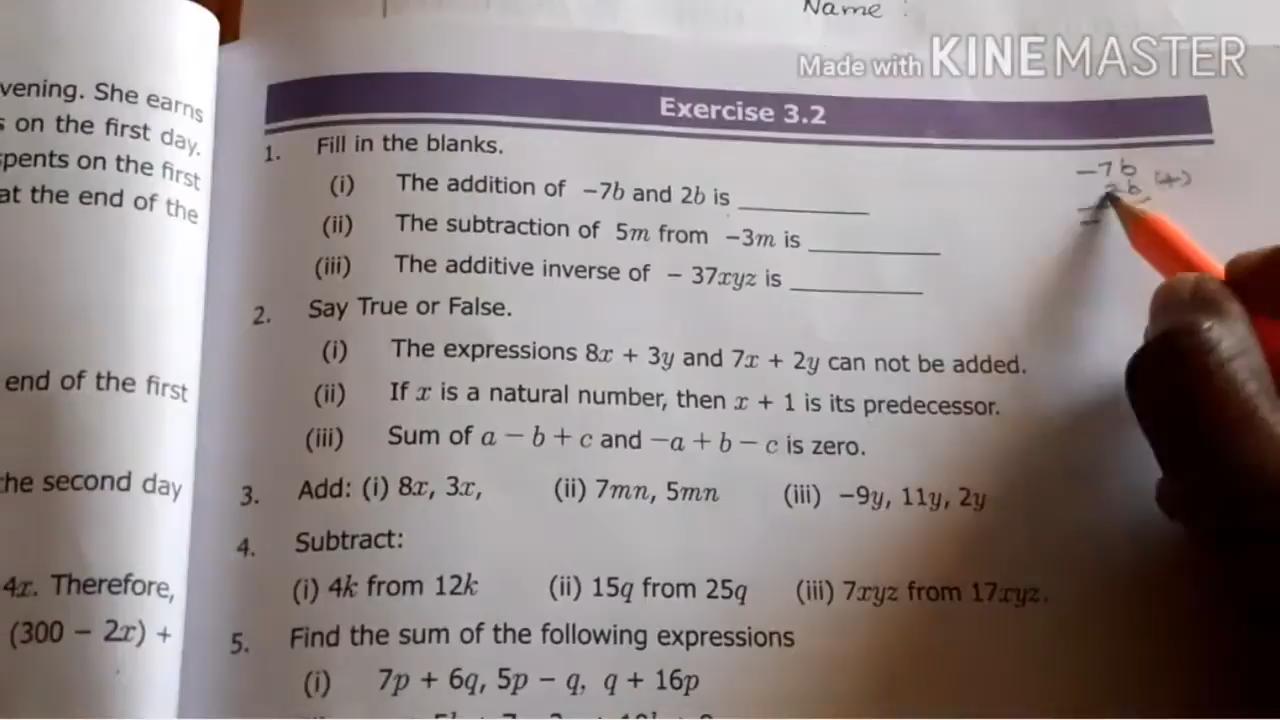 Name :
Made with KINEMASTER
vening. She earns
s on the first day.
spents on the first
at the end of the
end of the first
the second day
4x. Therefore,
(300 − 2x) +
Exercise 3.2
1. Fill in the blanks.
(i) The addition of −7b and 2b is ________
(ii) The subtraction of 5m from −3m is ________
(iii) The additive inverse of − 37xyz is ________
−7b
2b (+)
2. Say True or False.
(i) The expressions 8x + 3y and 7x + 2y can not be added.
(ii) If x is a natural number, then x + 1 is its predecessor.
(iii) Sum of a − b + c and −a + b − c is zero.
3. Add: (i) 8x, 3x, (ii) 7mn, 5mn (iii) −9y, 11y, 2y
4. Subtract:
(i) 4k from 12k (ii) 15q from 25q (iii) 7xyz from 17xyz.
5. Find the sum of the following expressions
(i) 7p + 6q, 5p − q, q + 16p